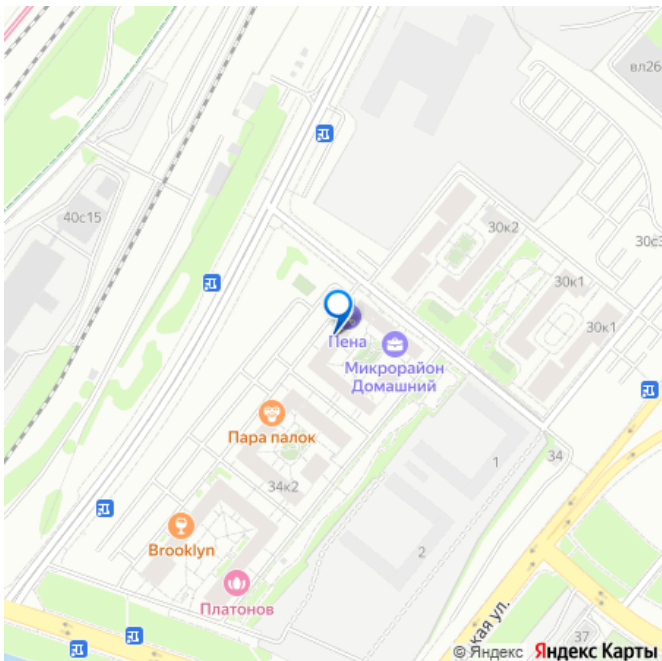 вл26
40с15
30к2
30с3
30к1
30к1
Пена
Микрорайон
Домашний
Пара палок
34
1
34к2
Brooklyn
2
Платонов
кая ул.
37
© Яндекс Яндекс Карты